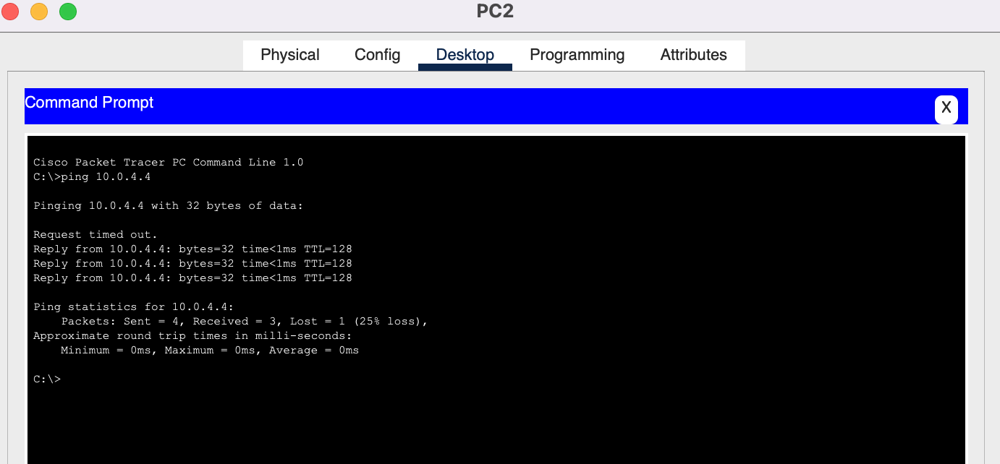 PC2
Physical Config Desktop Programming Attributes
Command Prompt
X
Cisco Packet Tracer PC Command Line 1.0
C:\>ping 10.0.4.4
Pinging 10.0.4.4 with 32 bytes of data:
Request timed out.
Reply from 10.0.4.4: bytes=32 time<1ms TTL=128
Reply from 10.0.4.4: bytes=32 time<1ms TTL=128
Reply from 10.0.4.4: bytes=32 time<1ms TTL=128
Ping statistics for 10.0.4.4:
Packets: Sent = 4, Received = 3, Lost = 1 (25% loss),
Approximate round trip times in milli-seconds:
Minimum = 0ms, Maximum = 0ms, Average = 0ms
C:\>